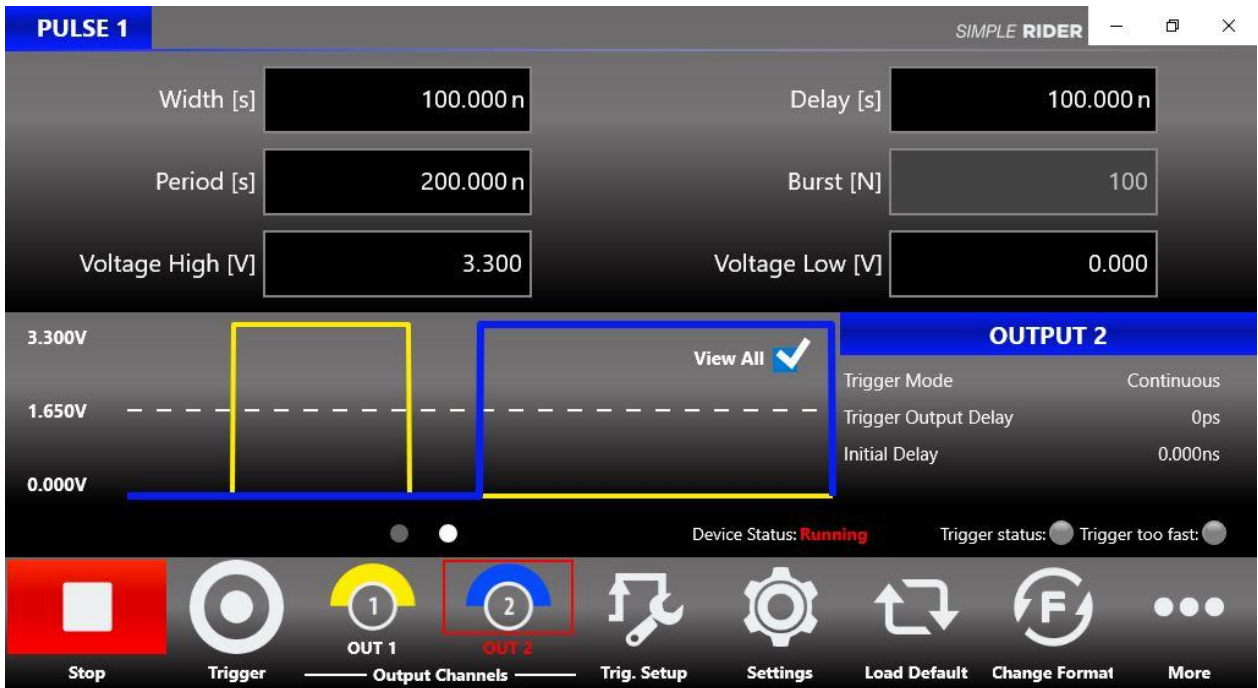 PULSE 1
SIMPLE RIDER
Width [s] 100.000 n Delay [s] 100.000 n
Period [s] 200.000 n Burst [N] 100
Voltage High [V] 3.300 Voltage Low [V] 0.000
3.300V
View All
1.650V
0.000V
OUTPUT 2
Trigger Mode Continuous
Trigger Output Delay 0ps
Initial Delay 0.000ns
Device Status: Running Trigger status: Trigger too fast:
1 2 F
OUT 1 OUT 2
Stop Trigger Output Channels Trig. Setup Settings Load Default Change Format More